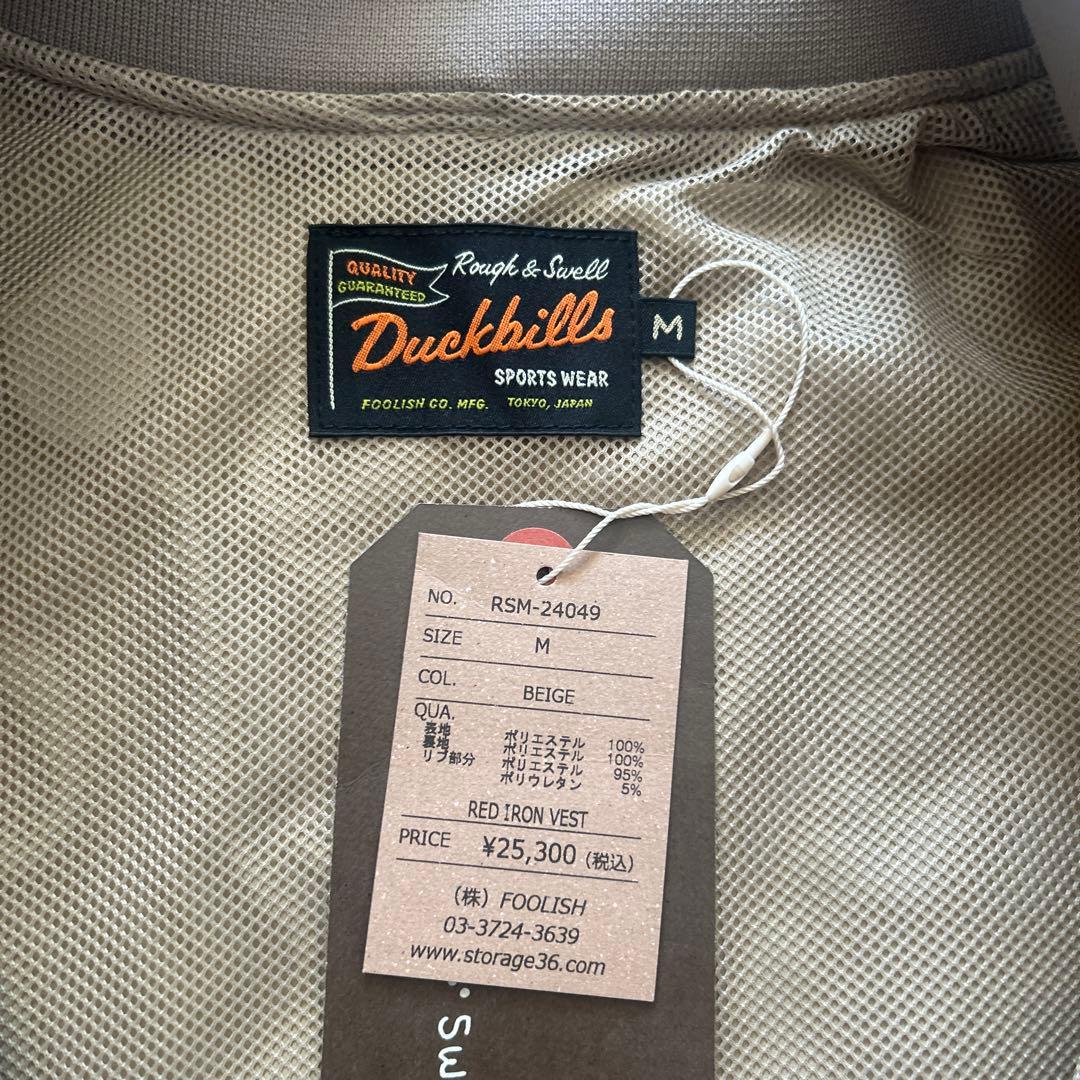 QUALITY
GUARANTEED
Rough & Swell
Duckbills
SPORTS WEAR
FOOLISH CO. MFG. TOKYO, JAPAN
M
NO. RSM-24049
SIZE M
COL. BEIGE
QUA.
表地 ポリエステル 100%
裏地 ポリエステル 100%
リブ部分 ポリエステル 95%
ポリウレタン 5%
RED IRON VEST
PRICE ¥25,300 (税込)
(株) FOOLISH
03-3724-3639
www.storage36.com
Sw